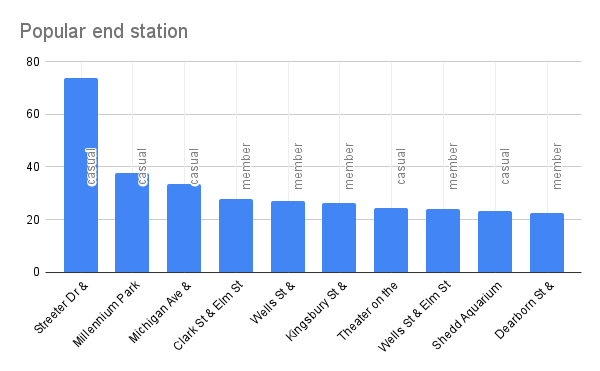 Popular end station
80
60
40
20
0
casual
casual
casual
member
member
member
casual
member
casual
member
Streeter Dr &
Millennium Park
Michigan Ave &
Clark St & Elm St
Wells St &
Kingsbury St &
Theater on the
Wells St & Elm St
Shedd Aquarium
Dearborn St &